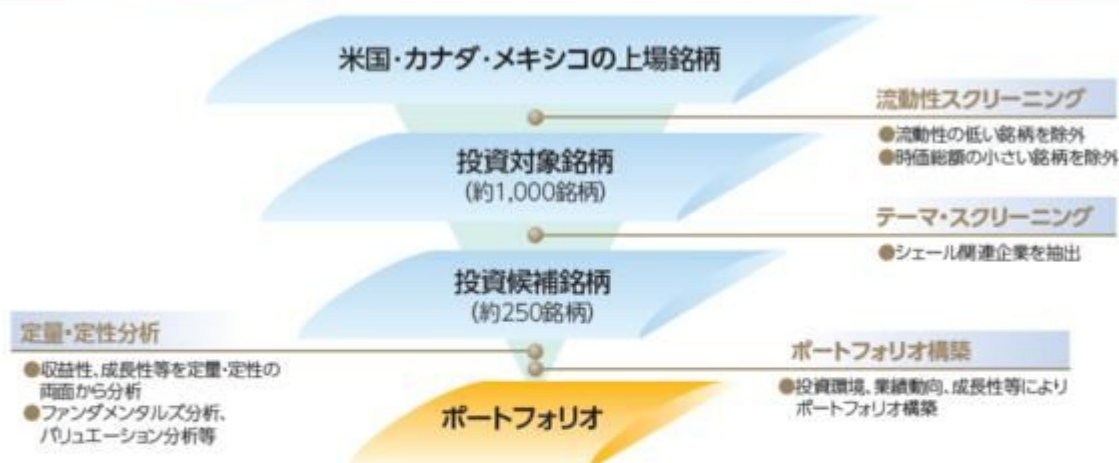 米国・カナダ・メキシコの上場銘柄
流動性スクリーニング
●流動性の低い銘柄を除外
●時価総額の小さい銘柄を除外
投資対象銘柄
(約1,000銘柄)
テーマ・スクリーニング
●シェール関連企業を抽出
投資候補銘柄
(約250銘柄)
定量・定性分析
●収益性、成長性等を定量・定性の
両面から分析
●ファンダメンタルズ分析、
バリュエーション分析等
ポートフォリオ構築
●投資環境、業績動向、成長性等により
ポートフォリオ構築
ポートフォリオ